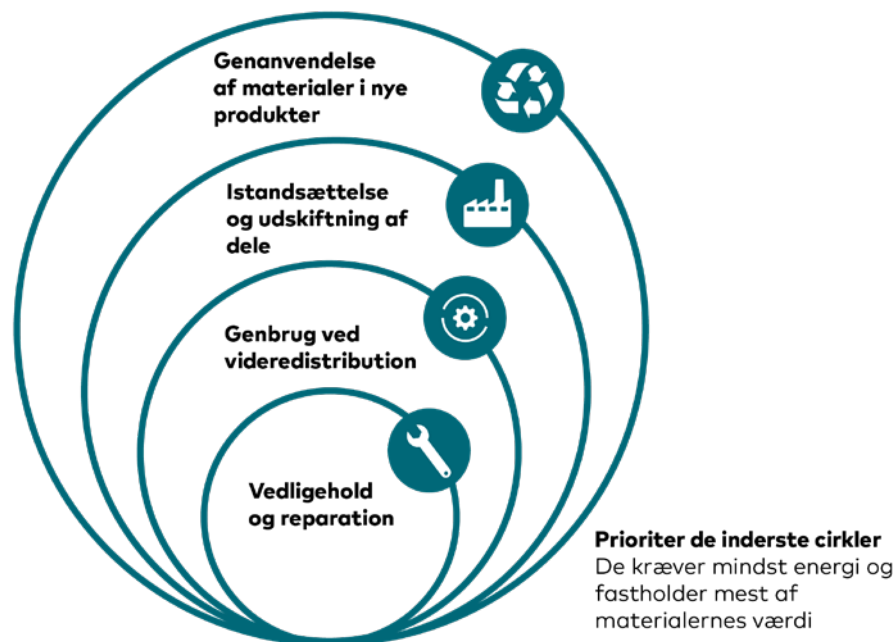 Genanvendelse
af materialer i nye
produkter
Istandsættelse
og udskiftning af
dele
Genbrug ved
videredistribution
Vedligehold
og reparation
Prioriter de inderste cirkler
De kræver mindst energi og
fastholder mest af
materialernes værdi